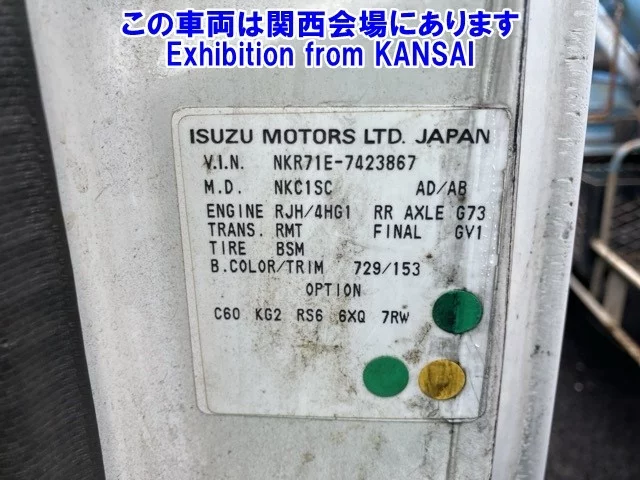 この車両は関西会場にあります
Exhibition from KANSAI
ISUZU MOTORS LTD. JAPAN
V.I.N. NKR71E-7423867
M.D. NKC1SC AD/AB
ENGINE RJH/4HG1 RR AXLE G73
TRANS. RMT FINAL GV1
TIRE BSM
B.COLOR/TRIM 729/153
OPTION
C60 KG2 RS6 6XQ 7RW